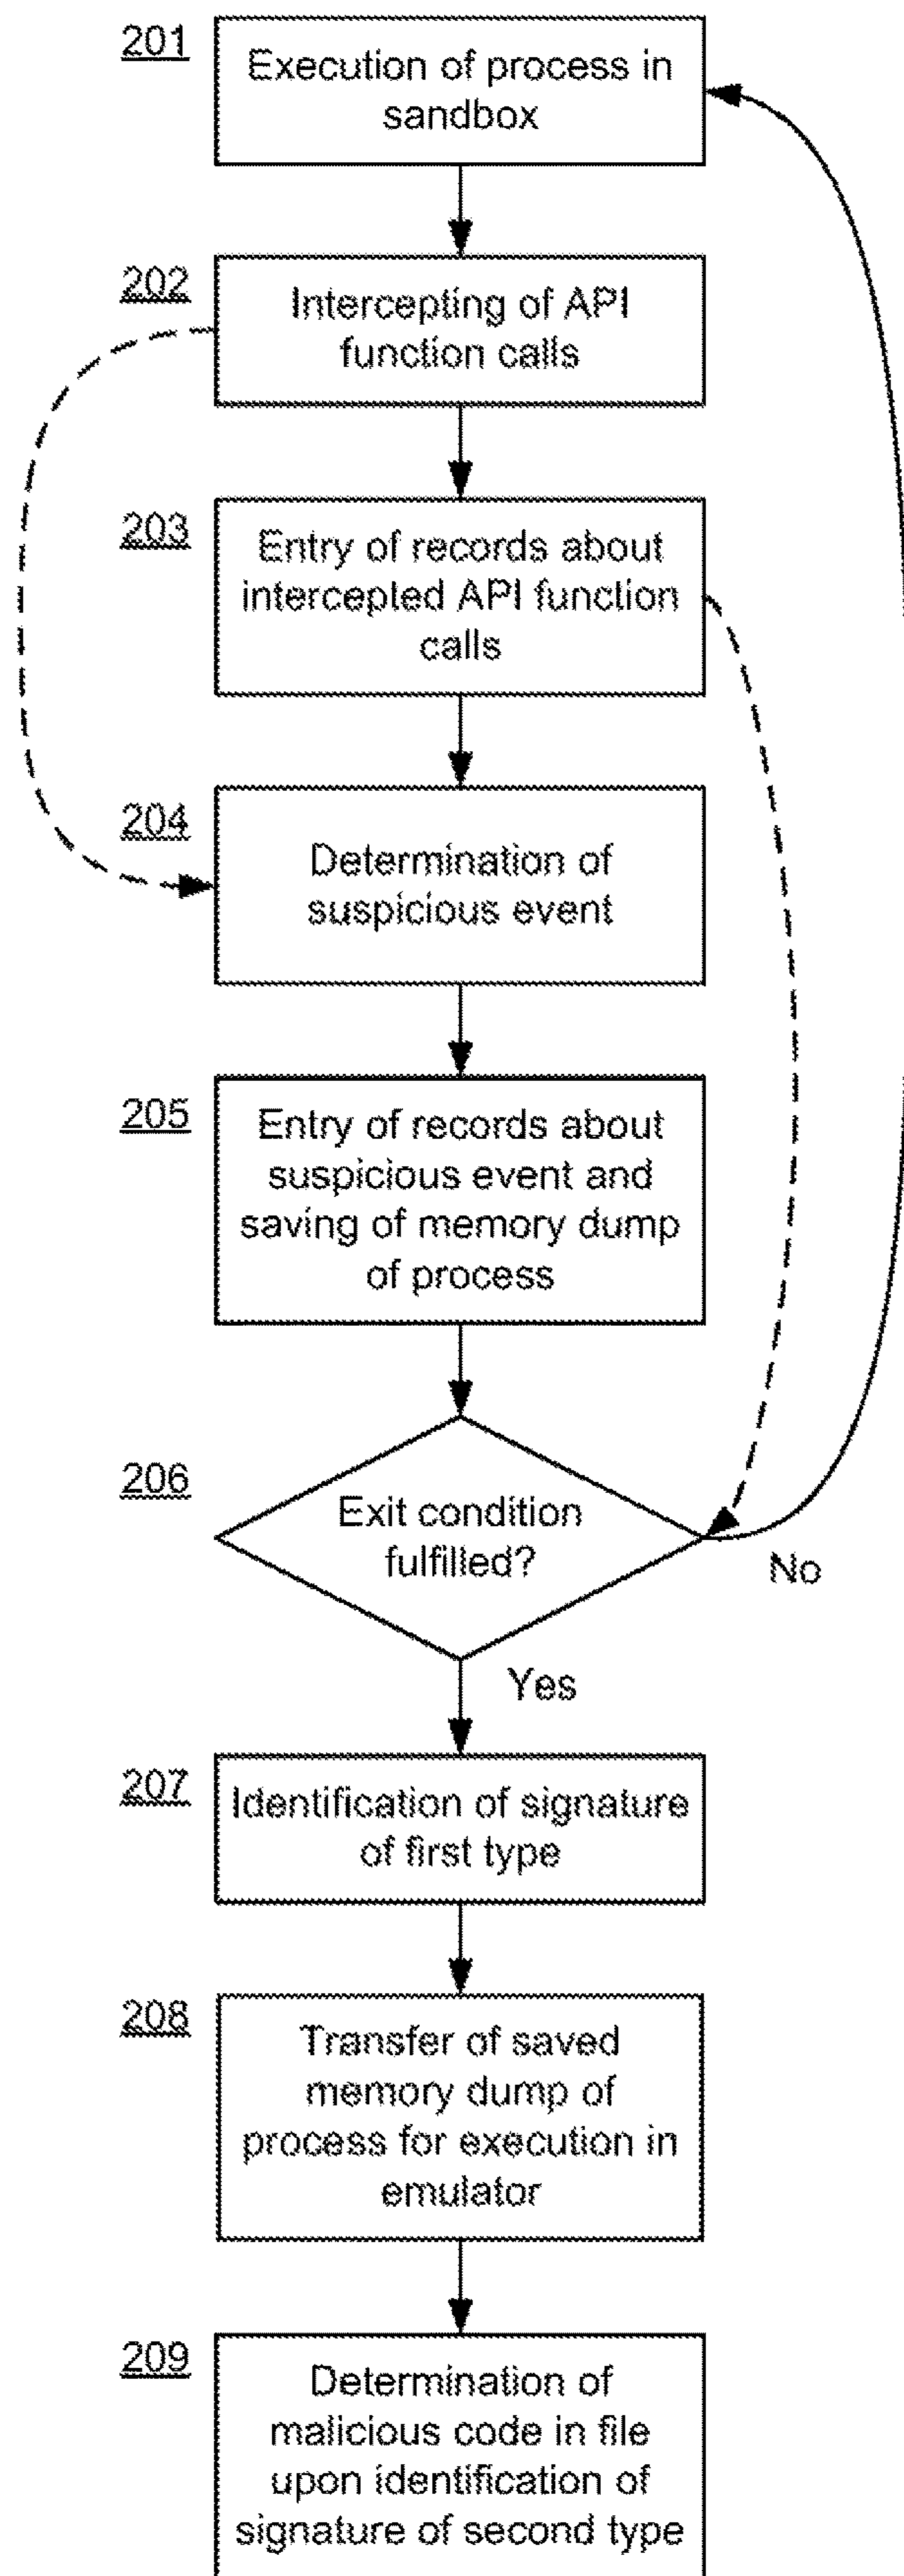 201
Execution of process in
sandbox
202
Intercepting of API
function calls
203
Entry of records about
intercepted API function
calls
204
Determination of
suspicious event
205
Entry of records about
suspicious event and
saving of memory dump
of process
206
Exit condition
fulfilled?
No
Yes
207
Identification of signature
of first type
208
Transfer of saved
memory dump of
process for execution in
emulator
209
Determination of
malicious code in file
upon identification of
signature of second type